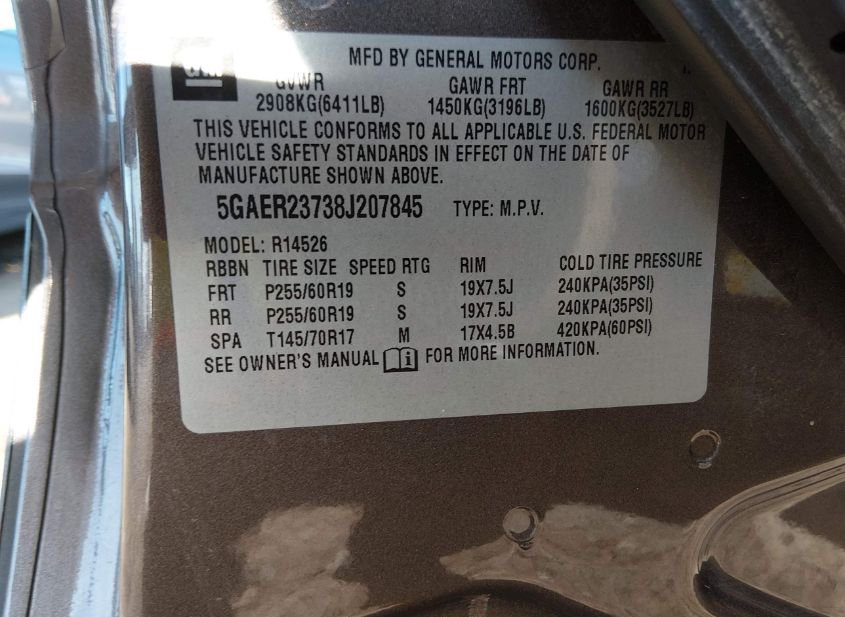 MFD BY GENERAL MOTORS CORP.
GM
GVWR GAWR FRT GAWR RR
2908KG(6411LB) 1450KG(3196LB) 1600KG(3527LB)
THIS VEHICLE CONFORMS TO ALL APPLICABLE U.S. FEDERAL MOTOR
VEHICLE SAFETY STANDARDS IN EFFECT ON THE DATE OF
MANUFACTURE SHOWN ABOVE.
5GAER23738J207845 TYPE: M.P.V.
MODEL: R14526
RBBN TIRE SIZE SPEED RTG RIM COLD TIRE PRESSURE
FRT P255/60R19 S 19X7.5J 240KPA(35PSI)
RR P255/60R19 S 19X7.5J 240KPA(35PSI)
SPA T145/70R17 M 17X4.5B 420KPA(60PSI)
SEE OWNER'S MANUAL i FOR MORE INFORMATION.